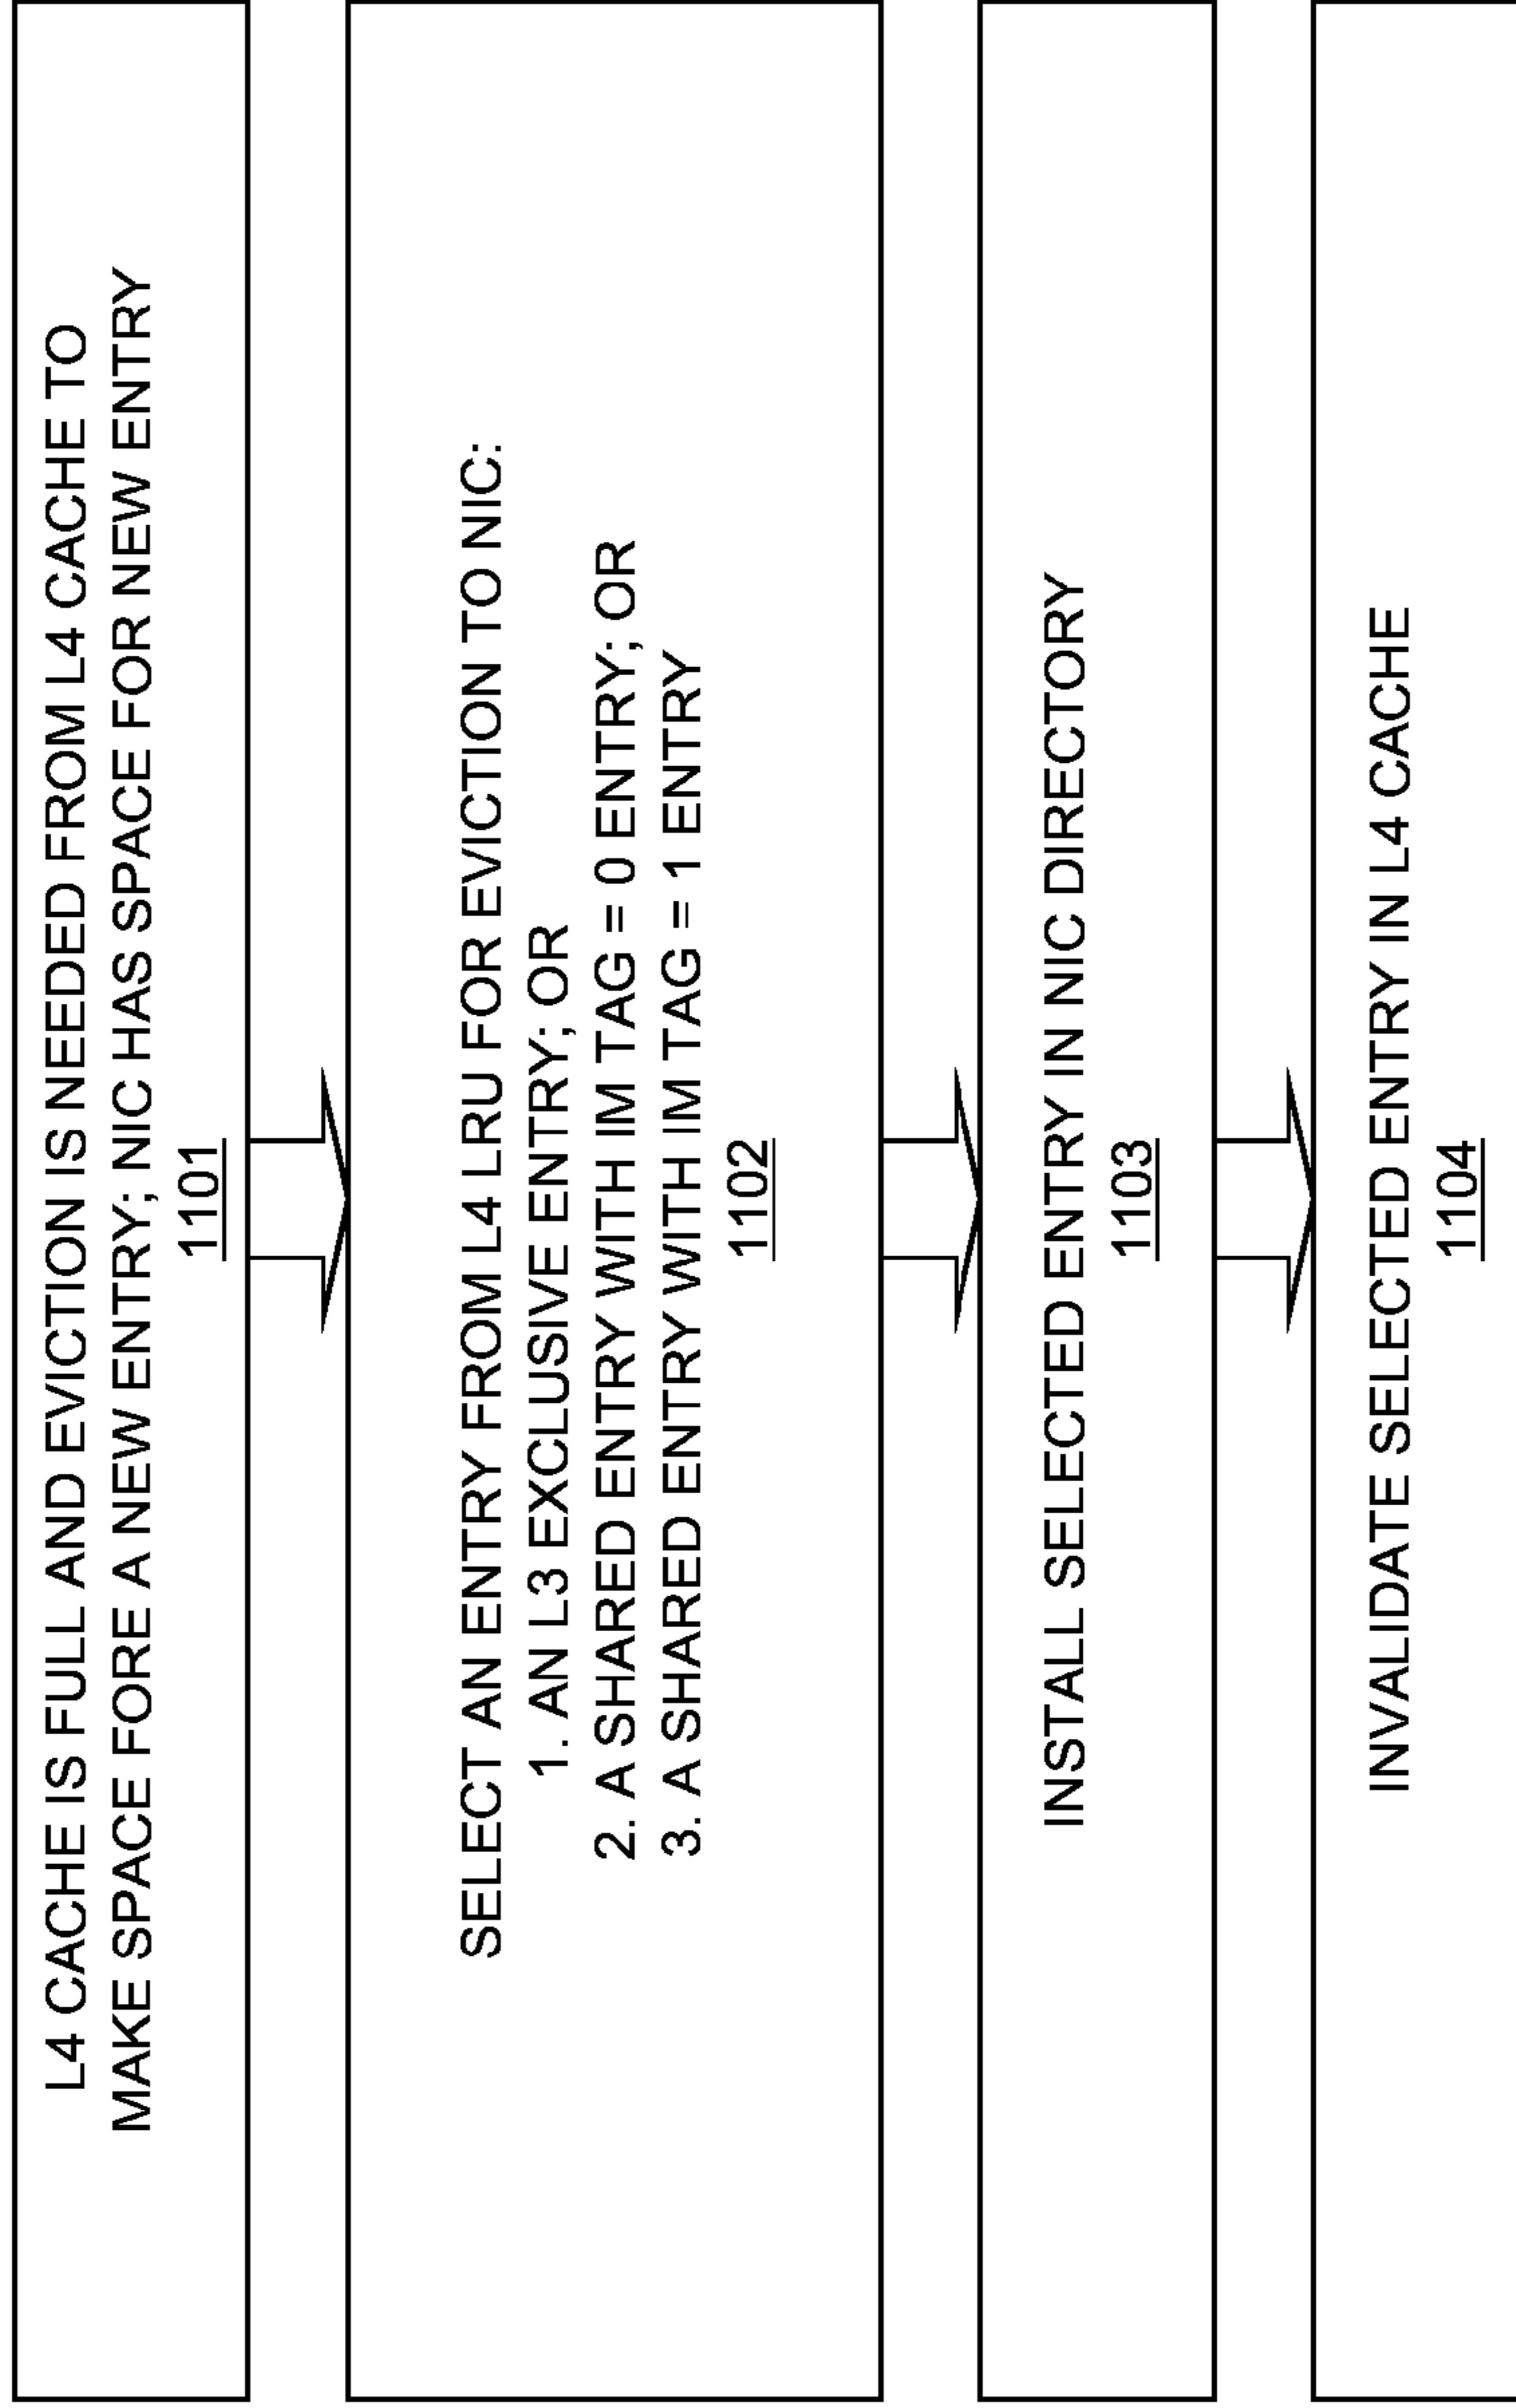 L4 CACHE IS FULL AND EVICTION IS NEEDED FROM L4 CACHE TO
MAKE SPACE FORE A NEW ENTRY; NIC HAS SPACE FOR NEW ENTRY
1101
SELECT AN ENTRY FROM L4 LRU FOR EVICTION TO NIC:
1. AN L3 EXCLUSIVE ENTRY; OR
2. A SHARED ENTRY WITH IM TAG = 0 ENTRY; OR
3. A SHARED ENTRY WITH IM TAG = 1 ENTRY
1102
INSTALL SELECTED ENTRY IN NIC DIRECTORY
1103
INVALIDATE SELECTED ENTRY IN L4 CACHE
1104